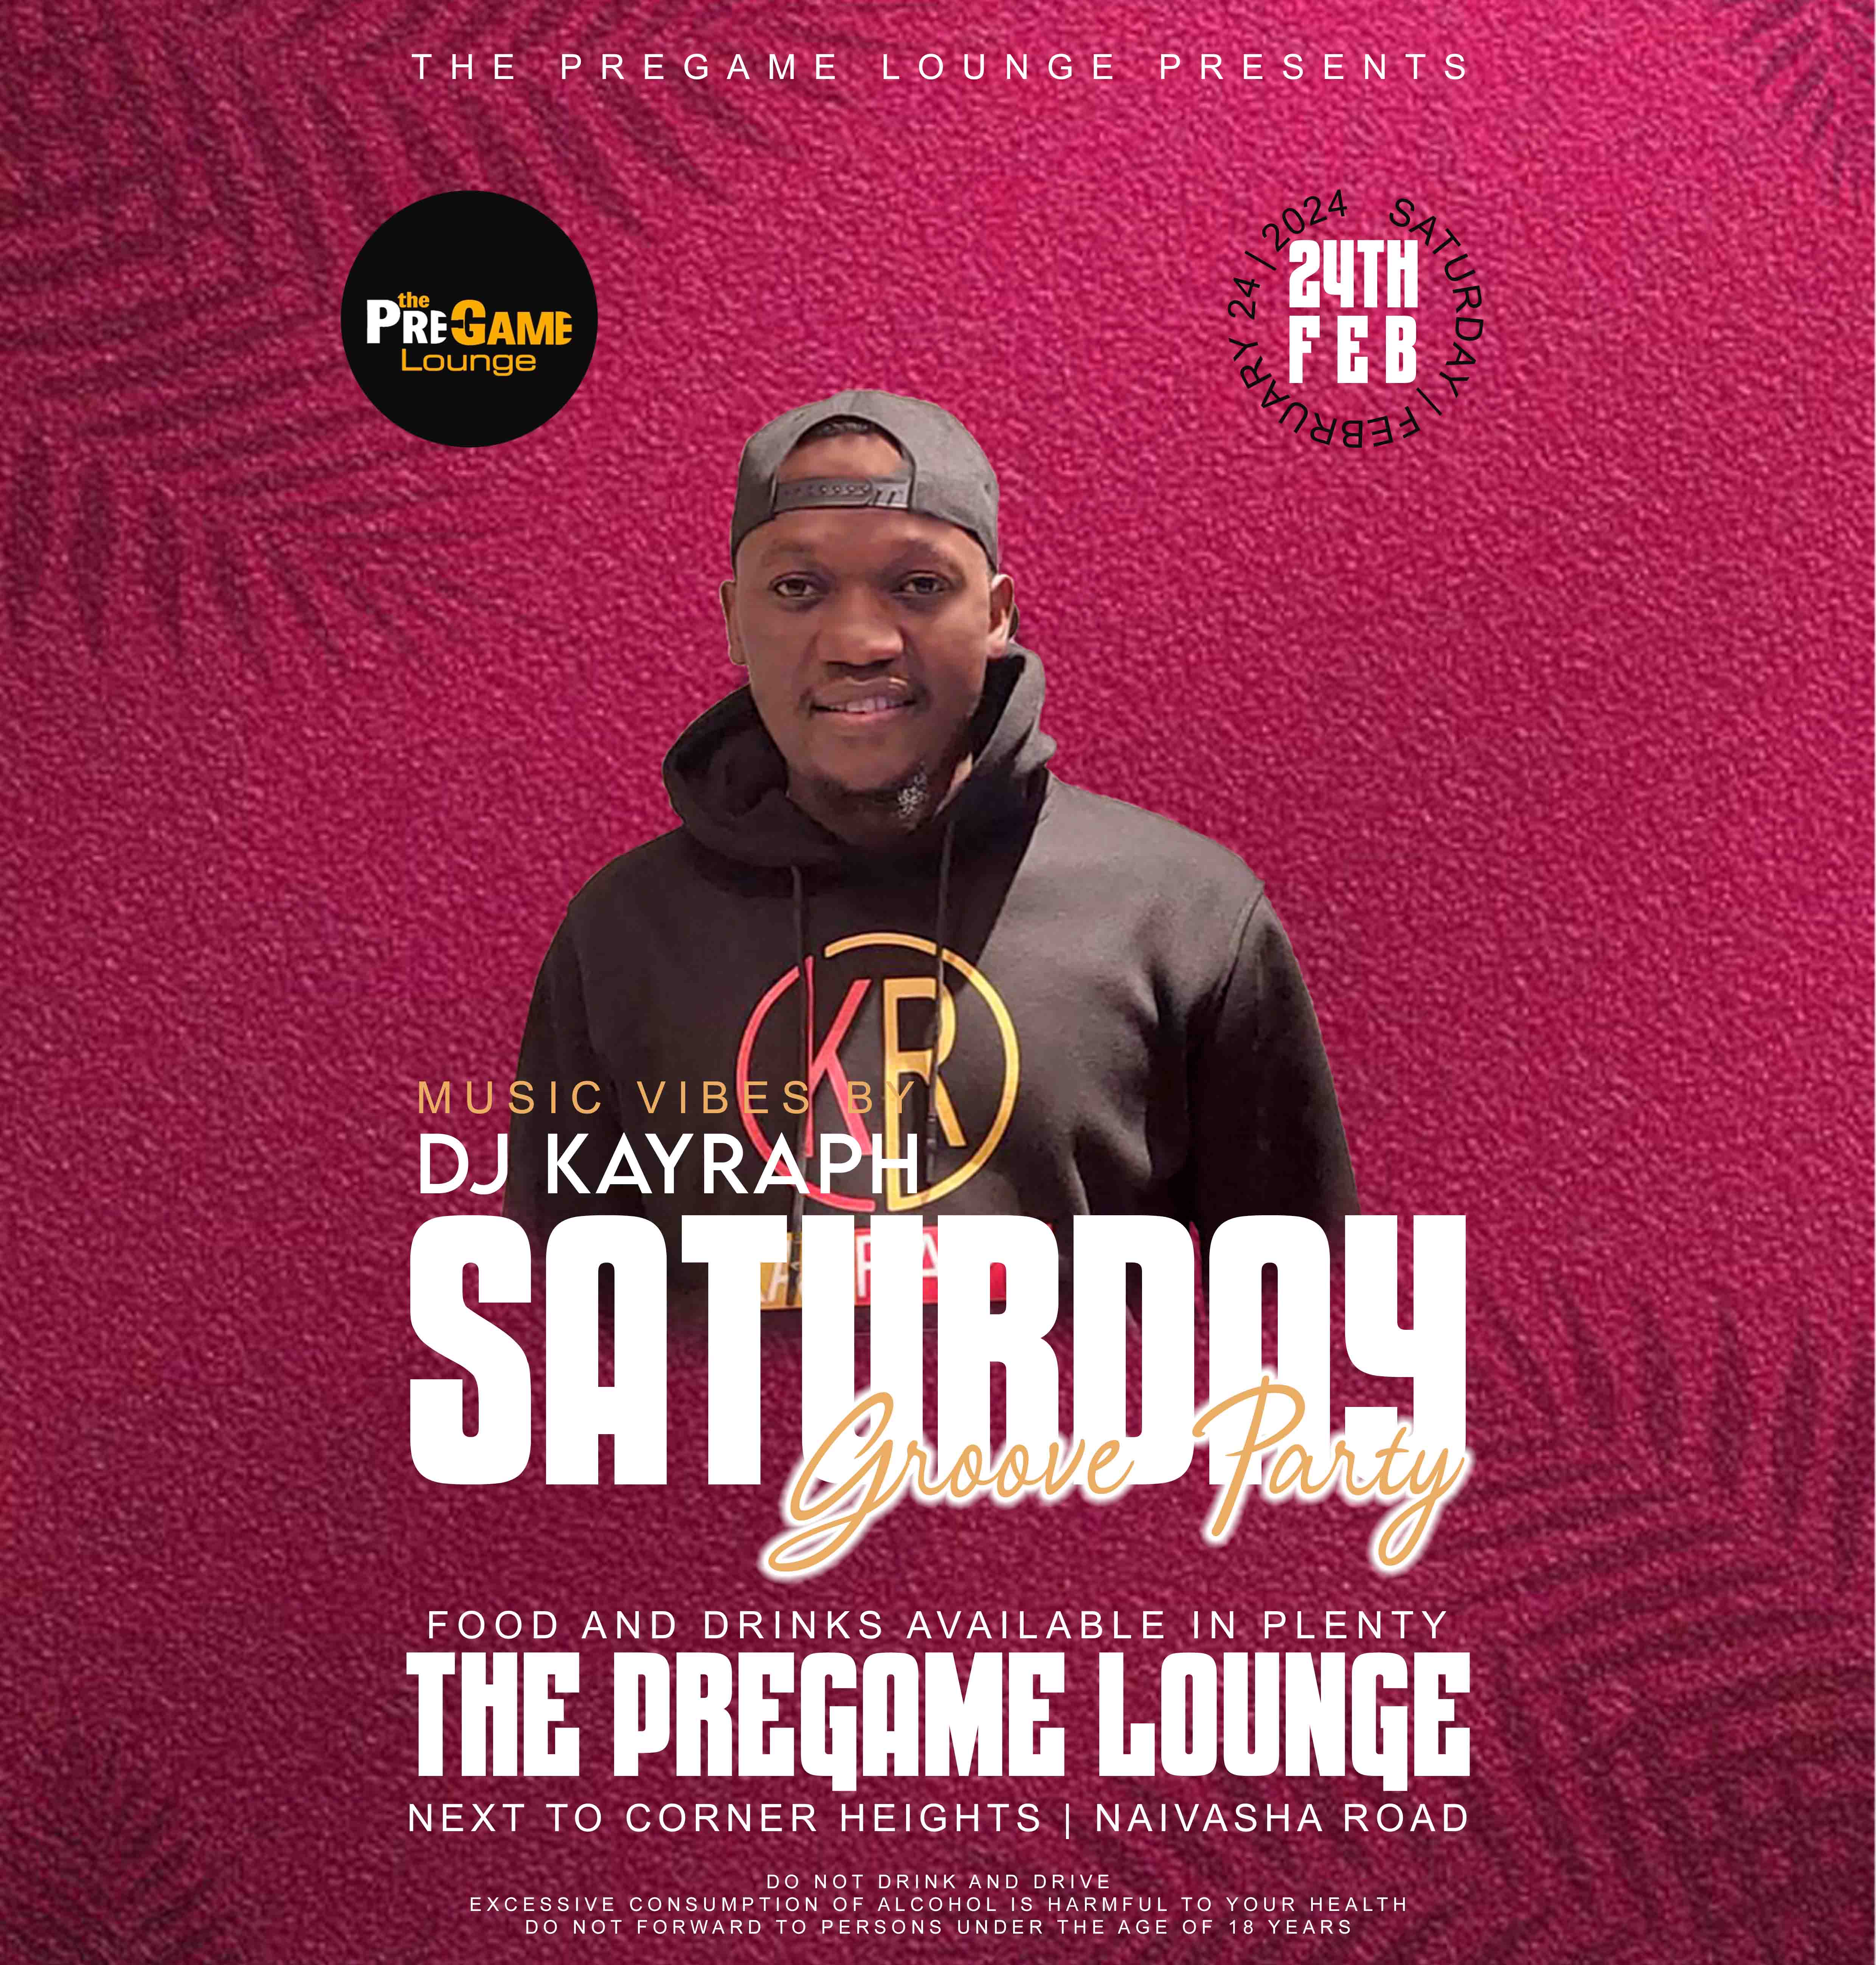 THE PREGAME LOUNGE PRESENTS
the
PREGAME
Lounge
SATURDAY | FEBRUARY 24 | 2024
24TH
FEB
KR
MUSIC VIBES BY
DJ KAYRAPH
SATURDAY
Groove Party
FOOD AND DRINKS AVAILABLE IN PLENTY
THE PREGAME LOUNGE
NEXT TO CORNER HEIGHTS | NAIVASHA ROAD
DO NOT DRINK AND DRIVE
EXCESSIVE CONSUMPTION OF ALCOHOL IS HARMFUL TO YOUR HEALTH
DO NOT FORWARD TO PERSONS UNDER THE AGE OF 18 YEARS